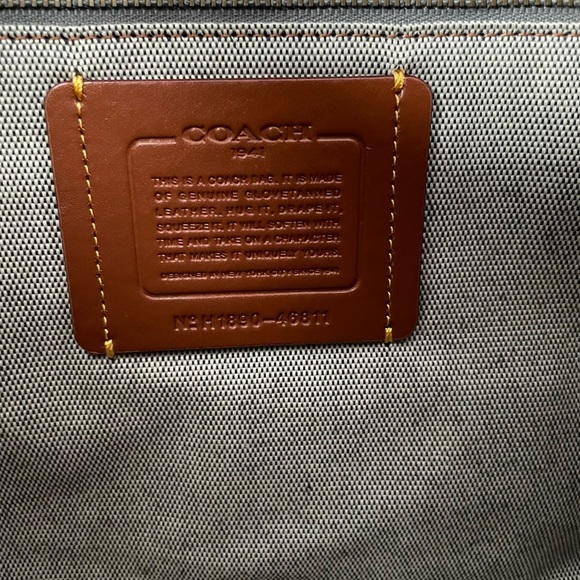 COACH
1941
THIS IS A COACH BAG. IT IS MADE
OF GENUINE GLOVETANNED
LEATHER. HUG IT, DRAPE IT,
SQUEEZE IT. IT WILL SOFTEN WITH
TIME AND TAKE ON A CHARACTER
THAT MAKES IT UNIQUELY YOURS.
DESIGNED IN NEW YORK CITY SINCE 1941
Nº H1890-46811